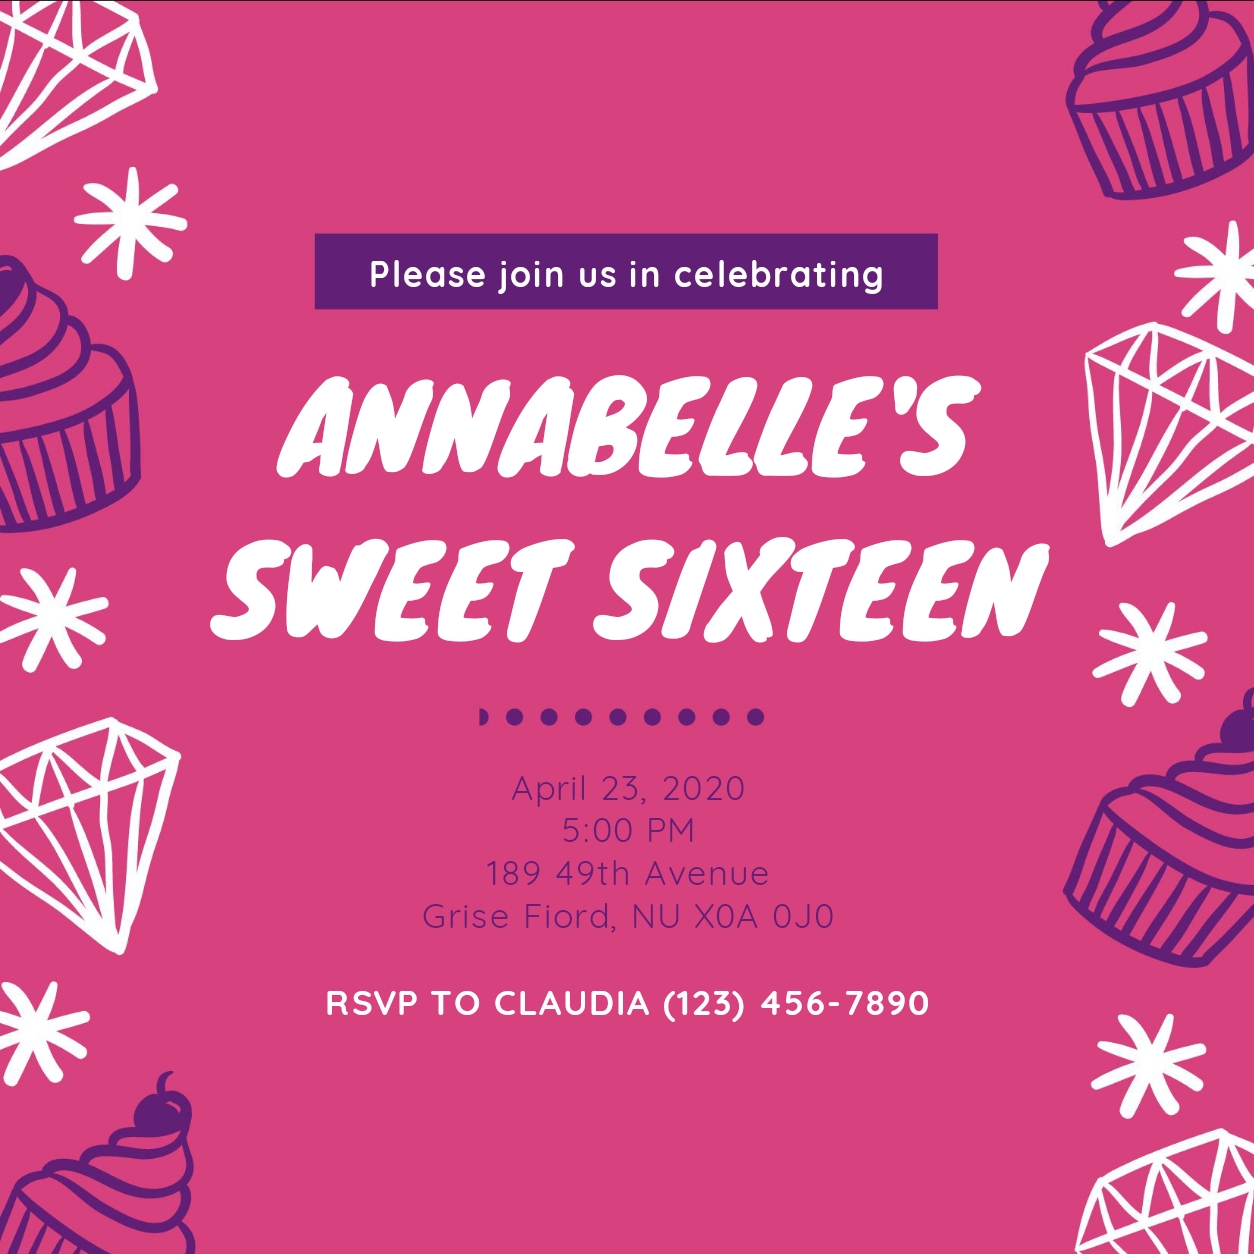 Please join us in celebrating
ANNABELLE'S
SWEET SIXTEEN
April 23, 2020
5:00 PM
189 49th Avenue
Grise Fiord, NU X0A 0J0
RSVP TO CLAUDIA (123) 456-7890